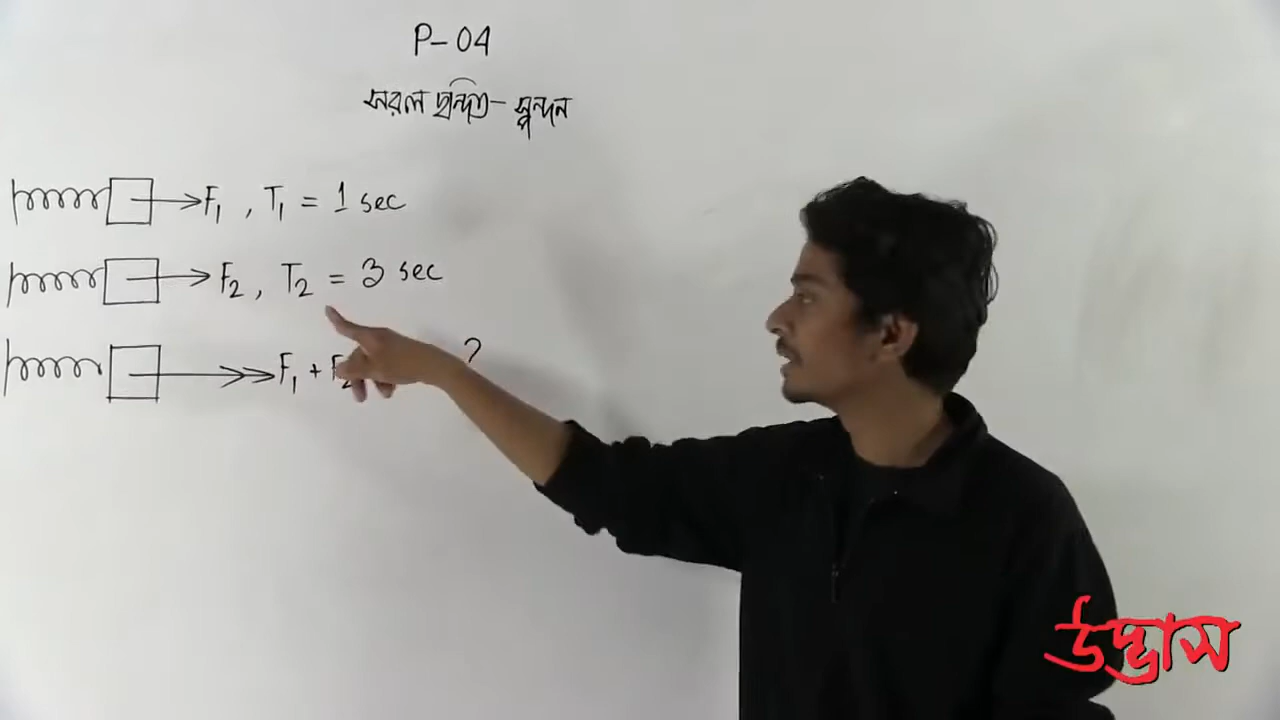 P-04
সরল ছন্দিত-স্পন্দন
F₁, T₁ = 1 sec
F₂, T₂ = 3 sec
F₁ + F₂ ?
উদ্ভাস